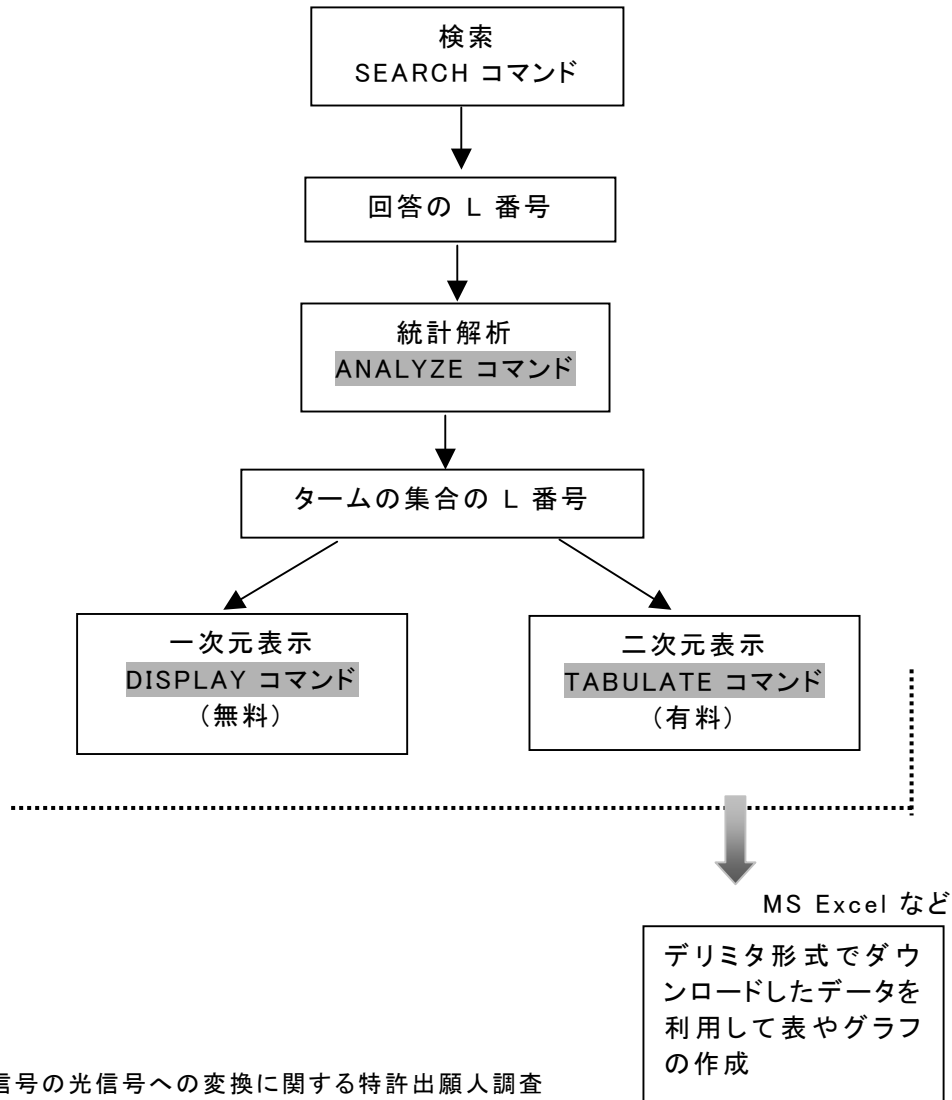 検索
SEARCH コマンド
回答の L 番号
統計解析
ANALYZE コマンド
タームの集合の L 番号
一次元表示
DISPLAY コマンド
（無料）
二次元表示
TABULATE コマンド
（有料）
MS Excel など
デリミタ形式でダウ
ンロードしたデータを
利用して表やグラフ
の作成
信号の光信号への変換に関する特許出願人調査